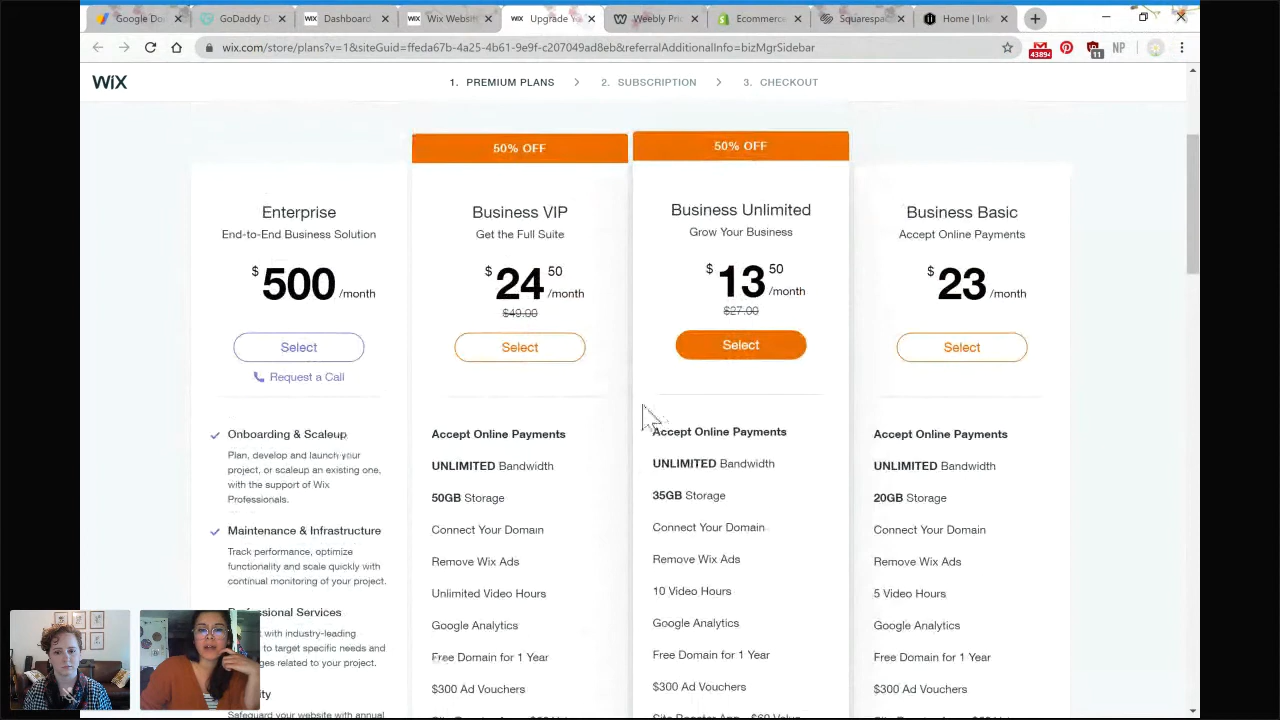 Google Do
GoDaddy D
Dashboard
Wix Websit
Upgrade Yo
Weebly Pric
Ecommerc
Squarespac
Home | Ink
wix.com/store/plans?v=1&siteGuid=ffeda67b-4a25-4b61-9e9f-c207049ad8eb&referralAdditionalInfo=bizMgrSidebar
43894
11
NP
WIX
1. PREMIUM PLANS > 2. SUBSCRIPTION > 3. CHECKOUT
50% OFF
50% OFF
Enterprise
End-to-End Business Solution
$500 /month
Select
Request a Call
Onboarding & Scaleup
Plan, develop and launch your
project, or scaleup an existing one,
with the support of Wix
Professionals.
Maintenance & Infrastructure
Track performance, optimize
functionality and scale quickly with
continual monitoring of your project.
ssional Services
with industry-leading
to target specific needs and
ges related to your project.
ity
Safeguard your website with annual
Business VIP
Get the Full Suite
$24 50 /month
$49.00
Select
Accept Online Payments
UNLIMITED Bandwidth
50GB Storage
Connect Your Domain
Remove Wix Ads
Unlimited Video Hours
Google Analytics
Free Domain for 1 Year
$300 Ad Vouchers
Business Unlimited
Grow Your Business
$13 50 /month
$27.00
Select
Accept Online Payments
UNLIMITED Bandwidth
35GB Storage
Connect Your Domain
Remove Wix Ads
10 Video Hours
Google Analytics
Free Domain for 1 Year
$300 Ad Vouchers
Business Basic
Accept Online Payments
$23 /month
Select
Accept Online Payments
UNLIMITED Bandwidth
20GB Storage
Connect Your Domain
Remove Wix Ads
5 Video Hours
Google Analytics
Free Domain for 1 Year
$300 Ad Vouchers